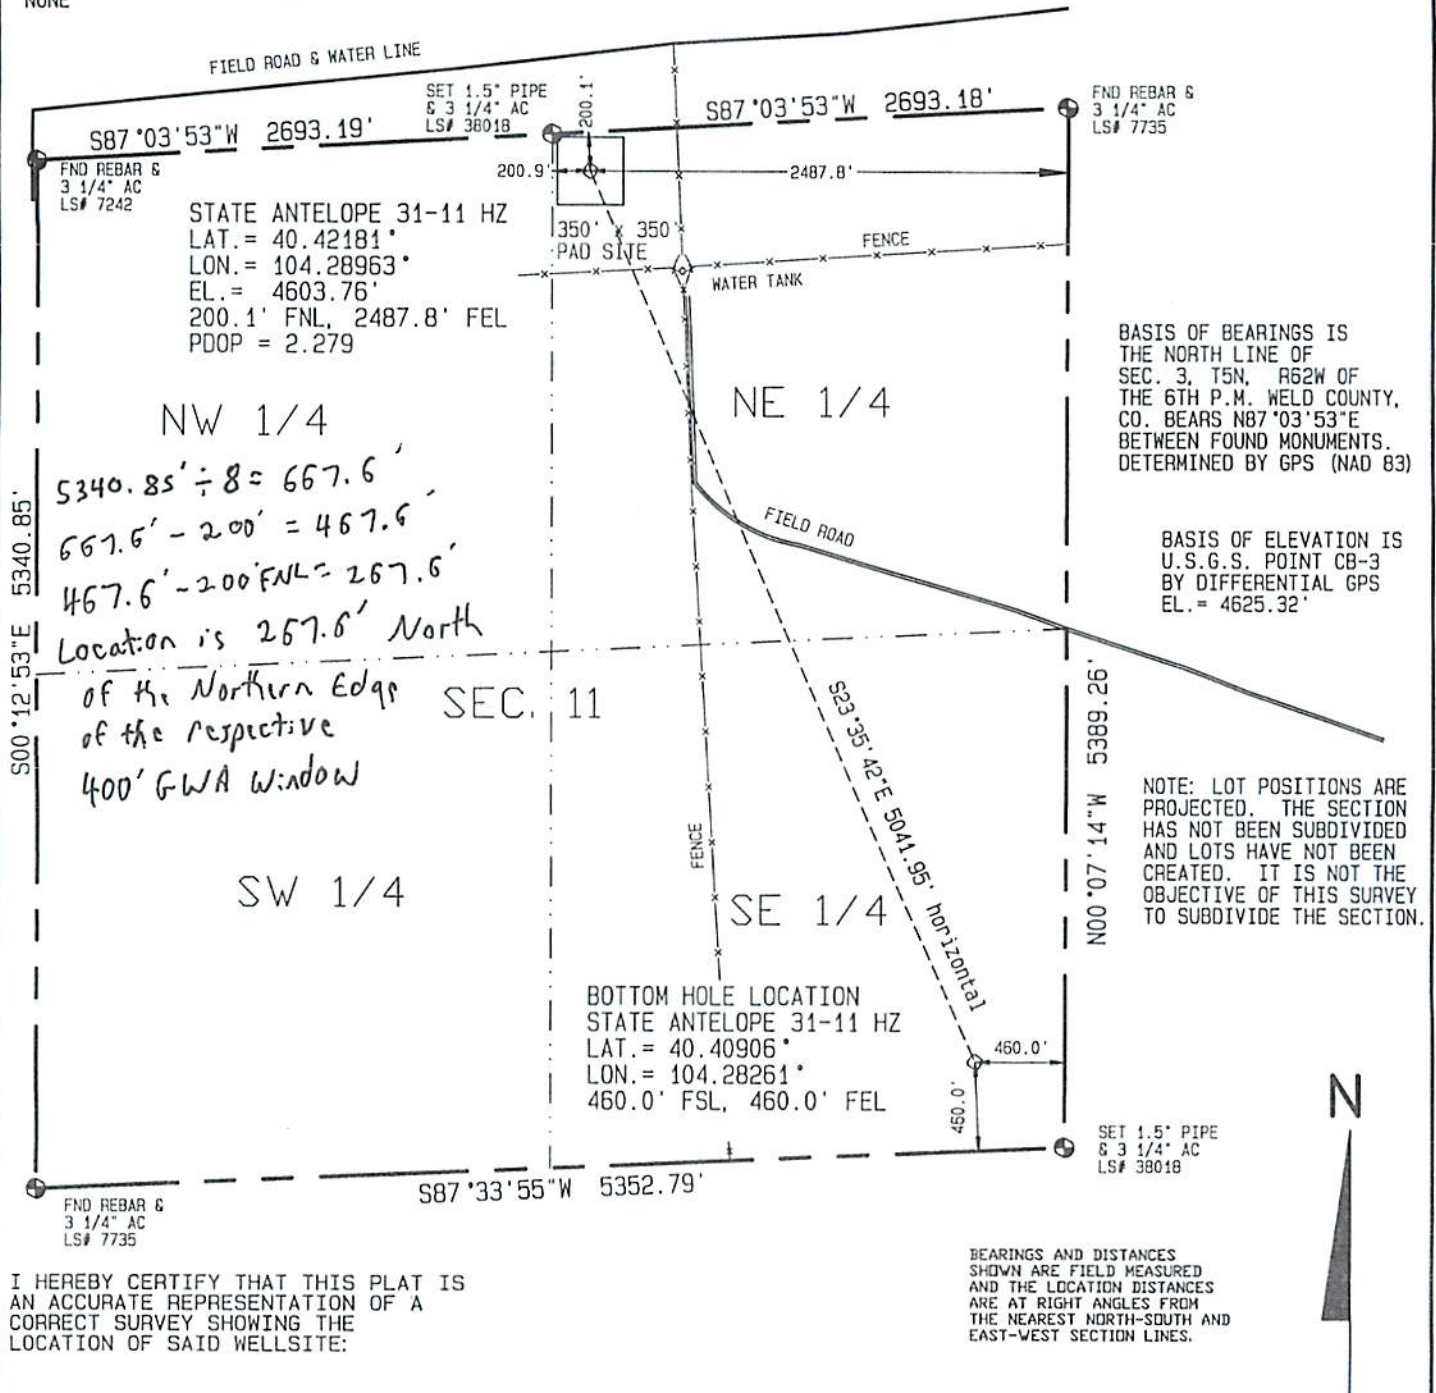 NONE
FIELD ROAD & WATER LINE
SET 1.5" PIPE
& 3 1/4" AC
LS# 38018
200.1'
S87°03'53"W 2693.18'
FND REBAR &
3 1/4" AC
LS# 7735
S87°03'53"W 2693.19'
FND REBAR &
3 1/4" AC
LS# 7242
200.9'
2487.8'
STATE ANTELOPE 31-11 HZ
LAT.= 40.42181°
LON.= 104.28963°
EL.= 4603.76'
200.1' FNL, 2487.8' FEL
PDOP = 2.279
350' X 350'
PAD SITE
FENCE
WATER TANK
BASIS OF BEARINGS IS
THE NORTH LINE OF
SEC. 3, T5N, R62W OF
THE 6TH P.M. WELD COUNTY,
CO. BEARS N87°03'53"E
BETWEEN FOUND MONUMENTS.
DETERMINED BY GPS (NAD 83)
NW 1/4
NE 1/4
5340.85' ÷ 8 = 667.6'
667.6' - 200' = 467.6'
467.6' - 200' FNL = 267.6'
Location is 267.6' North
of the Northern Edge
of the respective
400' GWA Window
S00°12'53"E 5340.85'
FIELD ROAD
BASIS OF ELEVATION IS
U.S.G.S. POINT CB-3
BY DIFFERENTIAL GPS
EL.= 4625.32'
SEC. 11
S23°35'42"E 5041.95' horizontal
N00°07'14"W 5389.26'
NOTE: LOT POSITIONS ARE
PROJECTED. THE SECTION
HAS NOT BEEN SUBDIVIDED
AND LOTS HAVE NOT BEEN
CREATED. IT IS NOT THE
OBJECTIVE OF THIS SURVEY
TO SUBDIVIDE THE SECTION.
FENCE
SW 1/4
SE 1/4
BOTTOM HOLE LOCATION
STATE ANTELOPE 31-11 HZ
LAT.= 40.40906°
LON.= 104.28261°
460.0' FSL, 460.0' FEL
460.0'
460.0'
N
SET 1.5" PIPE
& 3 1/4" AC
LS# 38018
S87°33'55"W 5352.79'
FND REBAR &
3 1/4" AC
LS# 7735
BEARINGS AND DISTANCES
SHOWN ARE FIELD MEASURED
AND THE LOCATION DISTANCES
ARE AT RIGHT ANGLES FROM
THE NEAREST NORTH-SOUTH AND
EAST-WEST SECTION LINES.
I HEREBY CERTIFY THAT THIS PLAT IS
AN ACCURATE REPRESENTATION OF A
CORRECT SURVEY SHOWING THE
LOCATION OF SAID WELLSITE: